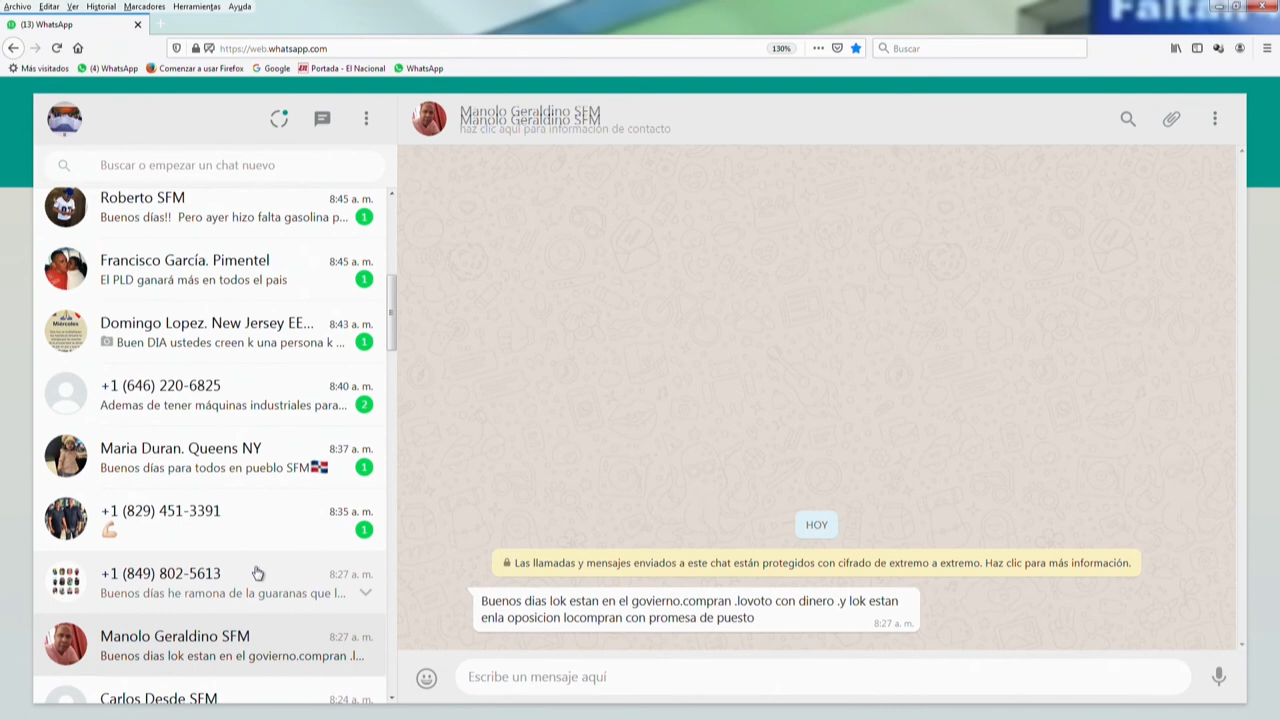 Archivo Editar Ver Historial Marcadores Herramientas Ayuda
Faltan
(13) WhatsApp
https://web.whatsapp.com
130%
Buscar
Más visitados (4) WhatsApp Comenzar a usar Firefox Google Portada - El Nacional WhatsApp
Buscar o empezar un chat nuevo
Roberto SFM 8:45 a. m.
Buenos días!! Pero ayer hizo falta gasolina p... 1
Francisco García. Pimentel 8:45 a. m.
El PLD ganará más en todos el pais 1
Domingo Lopez. New Jersey EE... 8:43 a. m.
Buen DIA ustedes creen k una persona k ... 1
+1 (646) 220-6825 8:40 a. m.
Ademas de tener máquinas industriales para... 2
Maria Duran. Queens NY 8:37 a. m.
Buenos días para todos en pueblo SFM 1
+1 (829) 451-3391 8:35 a. m.
1
+1 (849) 802-5613 8:27 a. m.
Buenos días he ramona de la guaranas que l...
Manolo Geraldino SFM 8:27 a. m.
Buenos dias lok estan en el govierno.compran .l...
Carlos Desde SFM 8:24 a. m.
Manolo Geraldino SFM
Manolo Geraldino SFM
haz clic aquí para información de contacto
HOY
Las llamadas y mensajes enviados a este chat están protegidos con cifrado de extremo a extremo. Haz clic para más información.
Buenos dias lok estan en el govierno.compran .lovoto con dinero .y lok estan
enla oposicion locompran con promesa de puesto
8:27 a. m.
Escribe un mensaje aquí